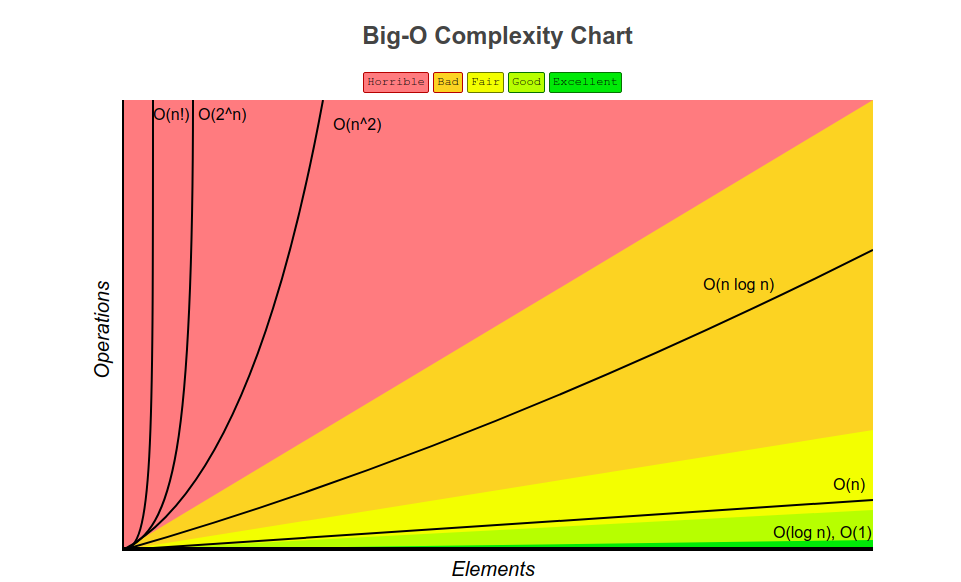 Big-O Complexity Chart
Horrible Bad Fair Good Excellent
O(n!) O(2^n)
O(n^2)
O(n log n)
O(n)
O(log n), O(1)
Operations
Elements